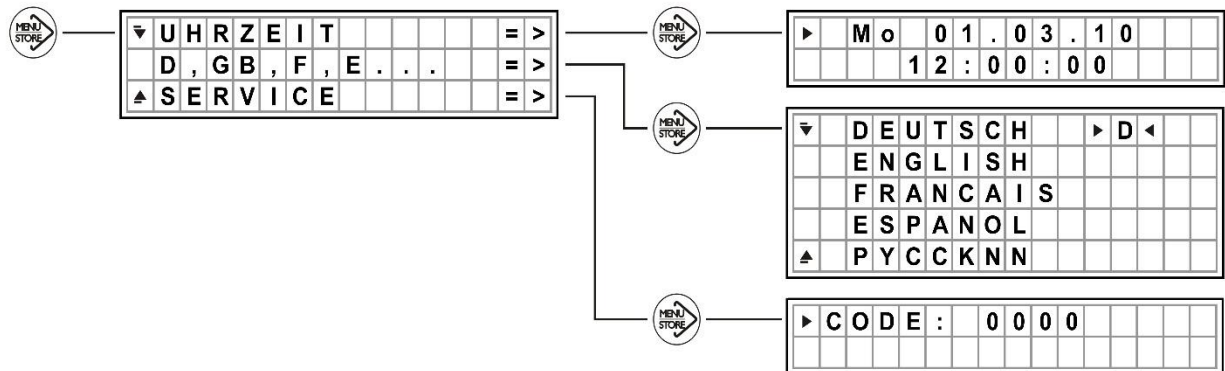 MENU
STORE
UHRZEIT =>
D,GB,F,E... =>
SERVICE =>
MENU
STORE
Mo 01.03.10
12:00:00
MENU
STORE
DEUTSCH ▸D◂
ENGLISH
FRANCAIS
ESPANOL
PYCCKNN
MENU
STORE
▸CODE: 0000